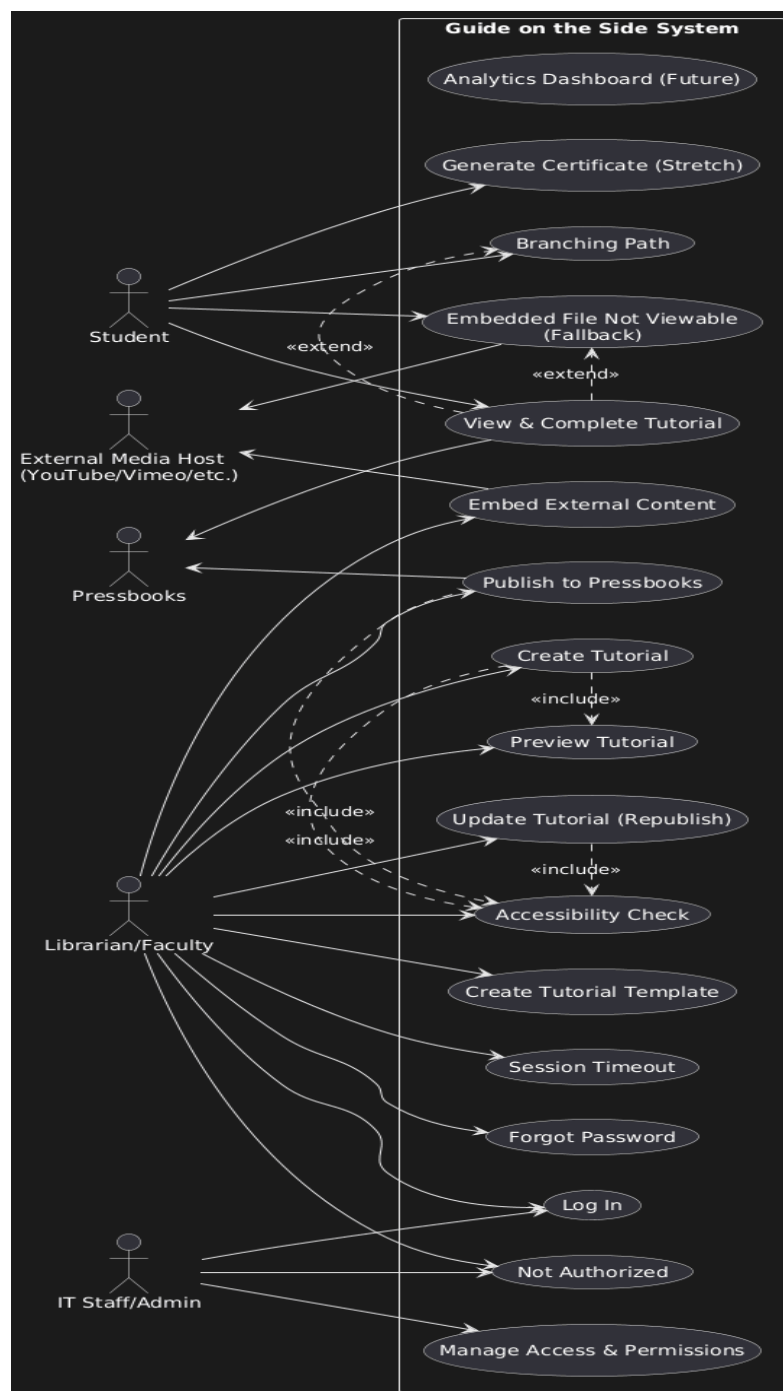 Guide on the Side System
Analytics Dashboard (Future)
Generate Certificate (Stretch)
Branching Path
Student
«extend»
Embedded File Not Viewable
(Fallback)
«extend»
View & Complete Tutorial
External Media Host
(YouTube/Vimeo/etc.)
Embed External Content
Pressbooks
Publish to Pressbooks
Create Tutorial
«include»
Preview Tutorial
«include»
«include»
Update Tutorial (Republish)
«include»
Accessibility Check
Librarian/Faculty
Create Tutorial Template
Session Timeout
Forgot Password
Log In
Not Authorized
IT Staff/Admin
Manage Access & Permissions